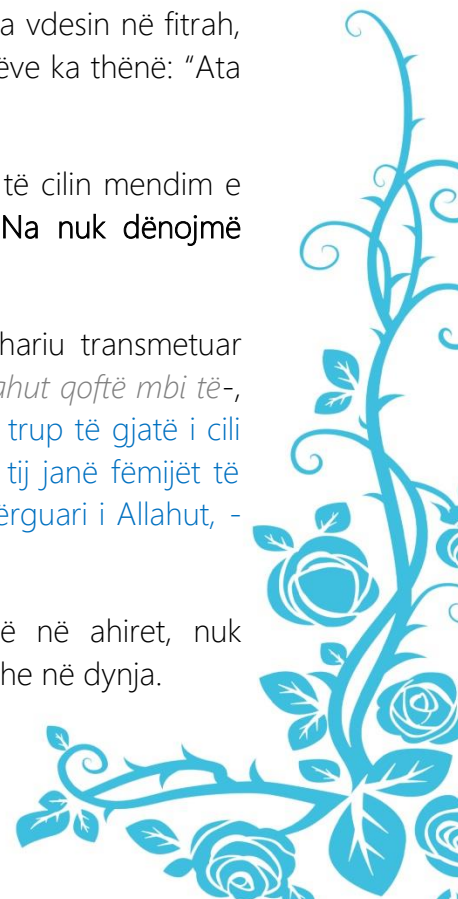 a vdesin në fitrah,
ëve ka thënë: “Ata
të cilin mendim e
Na nuk dënojmë
hariu transmetuar
ahut qoftë mbi të-,
trup të gjatë i cili
tij janë fëmijët të
ërguari i Allahut, -
ë në ahiret, nuk
he në dynja.